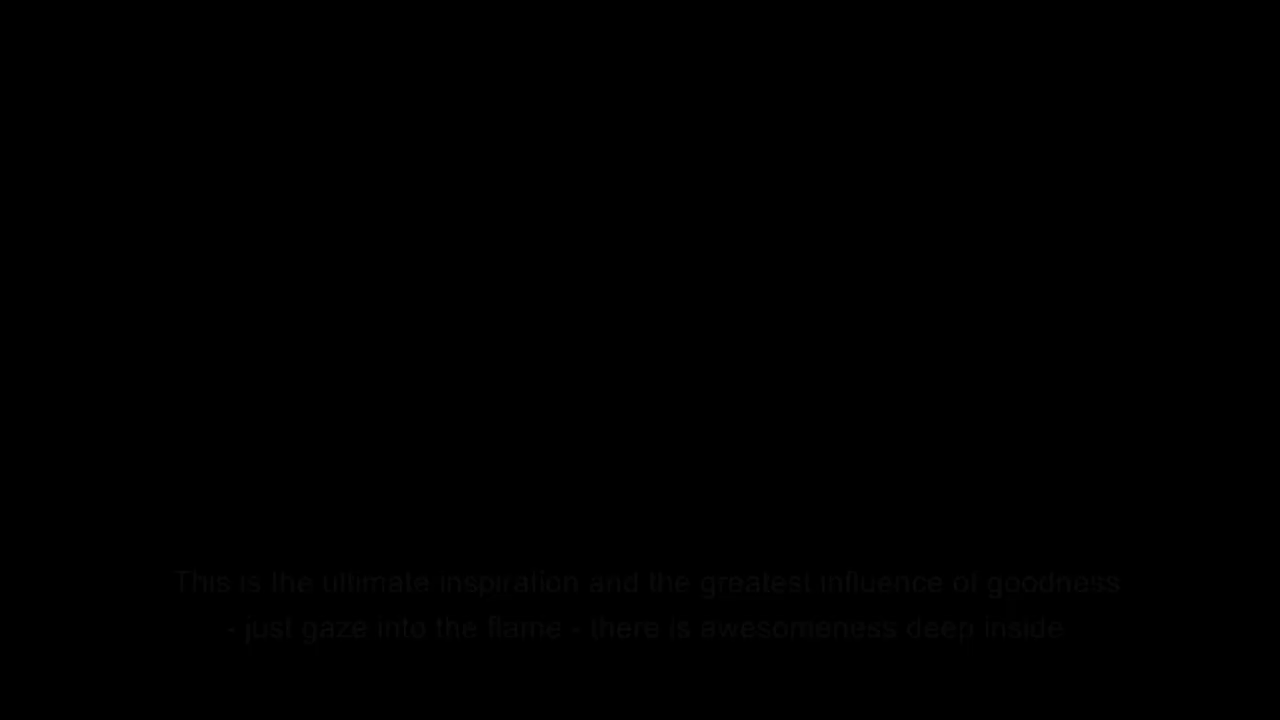 This is the ultimate inspiration and the greatest influence of goodness
- just gaze into the flame - there is awesomeness deep inside